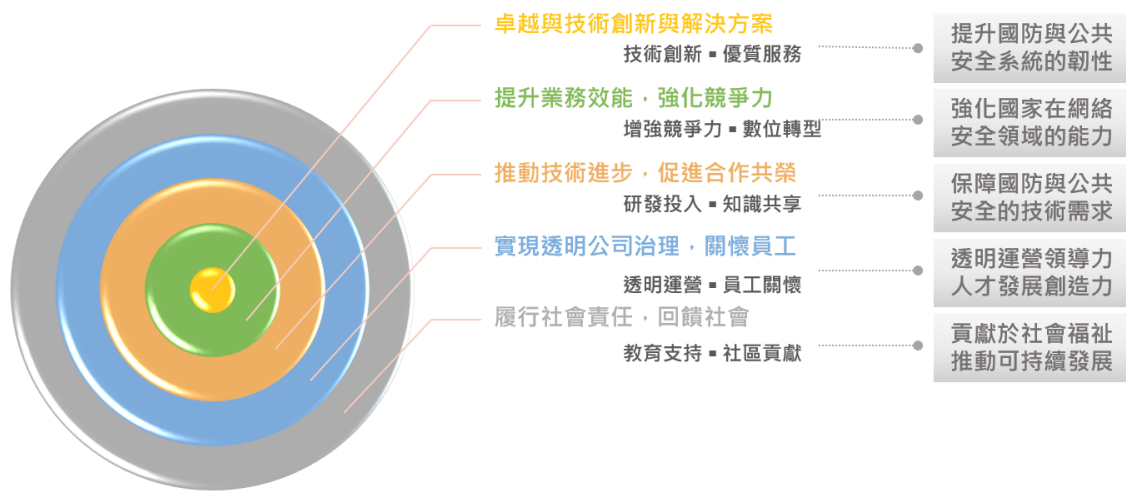 卓越與技術創新與解決方案
技術創新▪優質服務
提升國防與公共
安全系統的韌性
提升業務效能，強化競爭力
增強競爭力▪數位轉型
強化國家在網絡
安全領域的能力
推動技術進步，促進合作共榮
研發投入▪知識共享
保障國防與公共
安全的技術需求
實現透明公司治理，關懷員工
透明運營▪員工關懷
透明運營領導力
人才發展創造力
履行社會責任，回饋社會
教育支持▪社區貢獻
貢獻於社會福祉
推動可持續發展